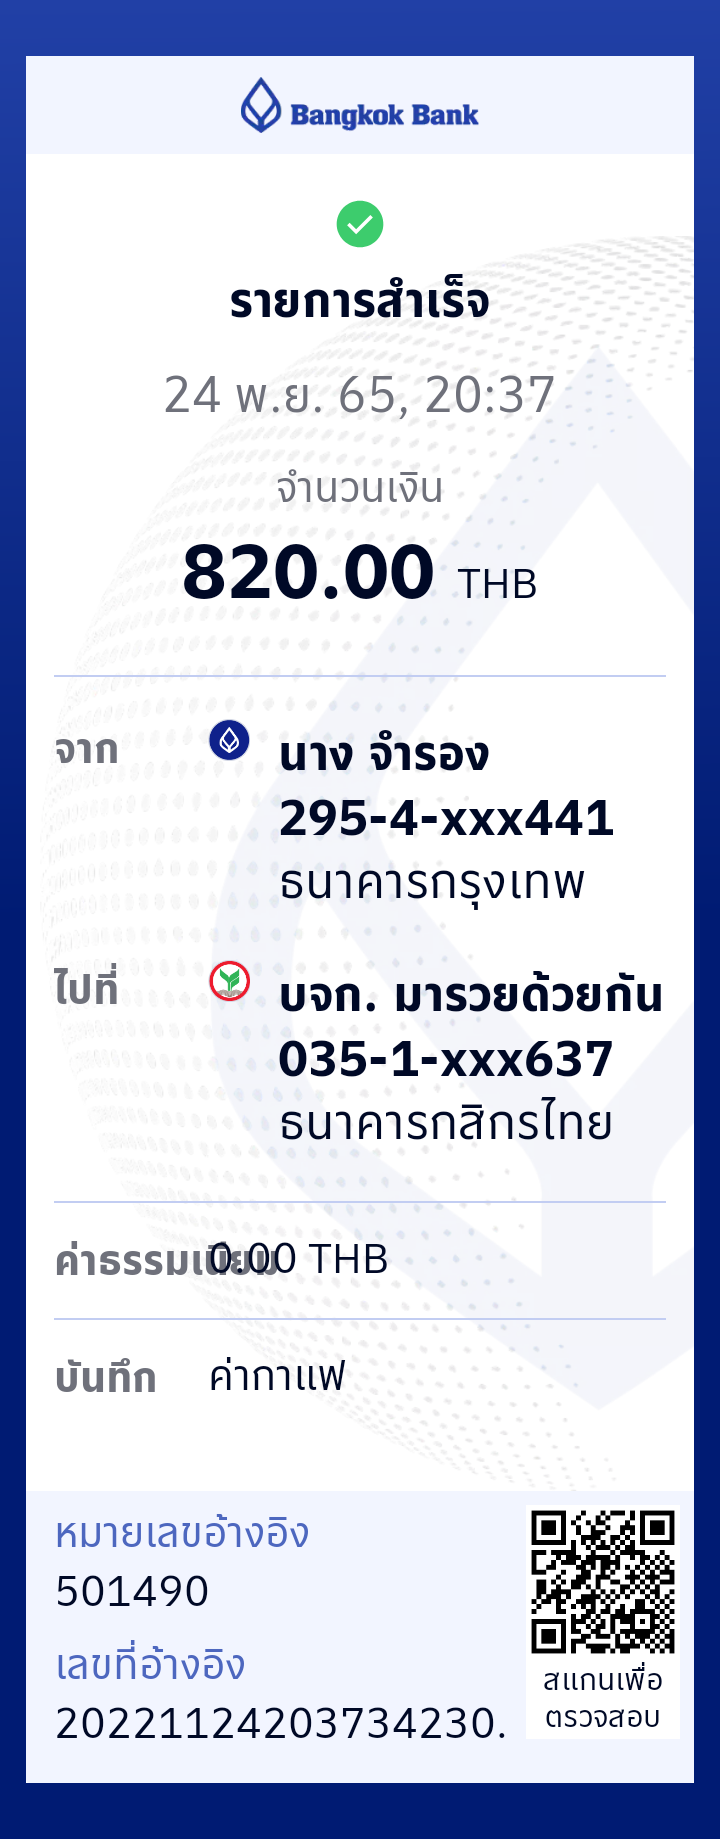 Bangkok Bank
รายการสำเร็จ
24 พ.ย. 65, 20:37
จำนวนเงิน
820.00 THB
จาก
นาง จำรอง
295-4-xxx441
ธนาคารกรุงเทพ
ไปที่
บจก. มารวยด้วยกัน
035-1-xxx637
ธนาคารกสิกรไทย
ค่าธรรมเนียม 0.00 THB
บันทึก ค่ากาแฟ
หมายเลขอ้างอิง
501490
เลขที่อ้างอิง
20221124203734230.
สแกนเพื่อ
ตรวจสอบ